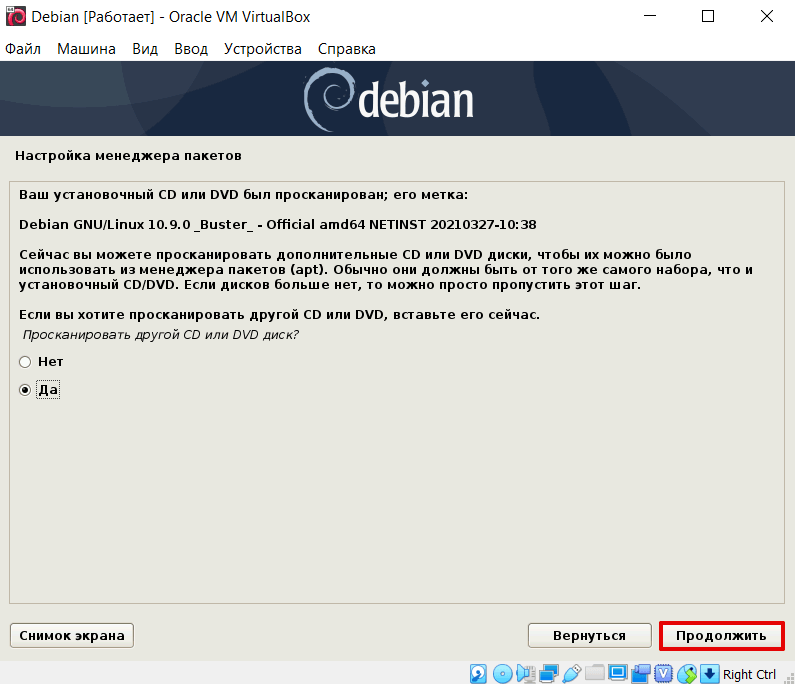 Debian [Работает] - Oracle VM VirtualBox
Файл Машина Вид Ввод Устройства Справка
debian
Настройка менеджера пакетов
Ваш установочный CD или DVD был просканирован; его метка:
Debian GNU/Linux 10.9.0 _Buster_ - Official amd64 NETINST 20210327-10:38
Сейчас вы можете просканировать дополнительные CD или DVD диски, чтобы их можно было
использовать из менеджера пакетов (apt). Обычно они должны быть от того же самого набора, что и
установочный CD/DVD. Если дисков больше нет, то можно просто пропустить этот шаг.
Если вы хотите просканировать другой CD или DVD, вставьте его сейчас.
Просканировать другой CD или DVD диск?
Нет
Да
Снимок экрана Вернуться Продолжить
Right Ctrl